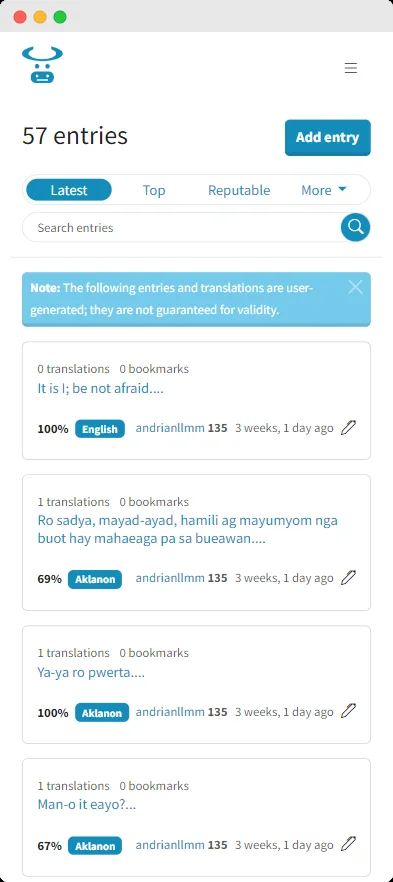 57 entries
Add entry
Latest Top Reputable More
Search entries
Note: The following entries and translations are user-
generated; they are not guaranteed for validity.
0 translations 0 bookmarks
It is I; be not afraid....
100% English andrianllmm 135 3 weeks, 1 day ago
1 translations 0 bookmarks
Ro sadya, mayad-ayad, hamili ag mayumyom nga
buot hay mahaeaga pa sa bueawan....
69% Aklanon andrianllmm 135 3 weeks, 1 day ago
1 translations 0 bookmarks
Ya-ya ro pwerta....
100% Aklanon andrianllmm 135 3 weeks, 1 day ago
1 translations 0 bookmarks
Man-o it eayo?...
67% Aklanon andrianllmm 135 3 weeks, 1 day ago